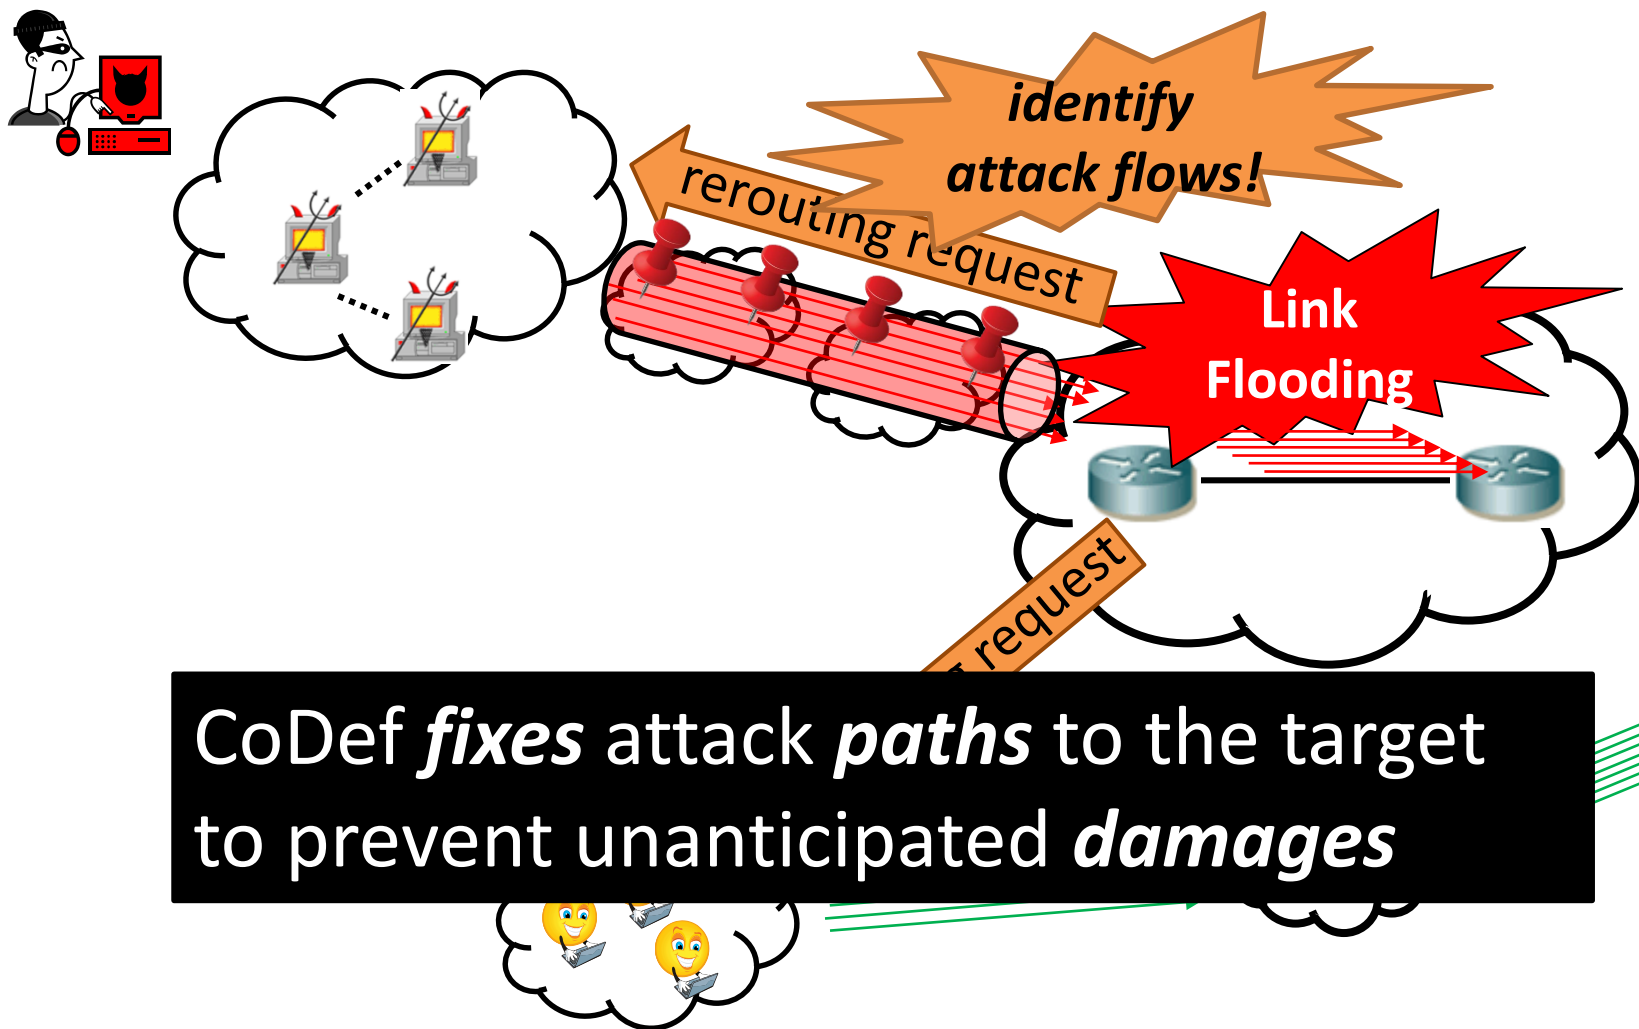 identify
attack flows!
rerouting request
Link
Flooding
request
CoDef fixes attack paths to the target
to prevent unanticipated damages